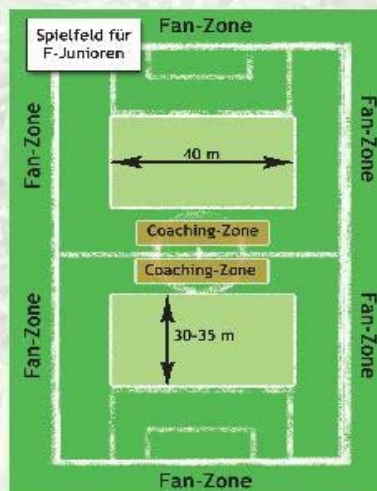 Fan-Zone
Spielfeld für
F-Junioren
Fan-Zone
Fan-Zone
40 m
Coaching-Zone
Coaching-Zone
Fan-Zone
Fan-Zone
30-35 m
Fan-Zone